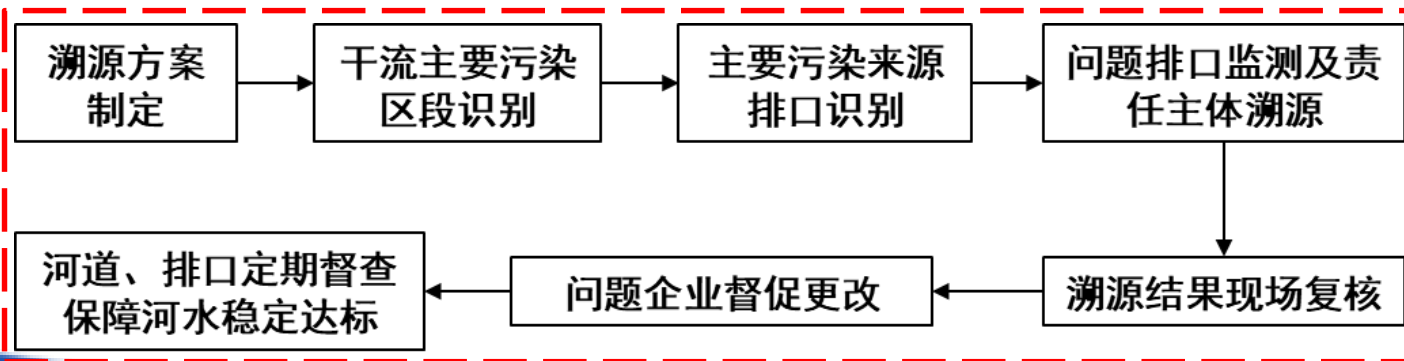 溯源方案
制定
干流主要污染
区段识别
主要污染来源
排口识别
问题排口监测及责
任主体溯源
溯源结果现场复核
问题企业督促更改
河道、排口定期督查
保障河水稳定达标